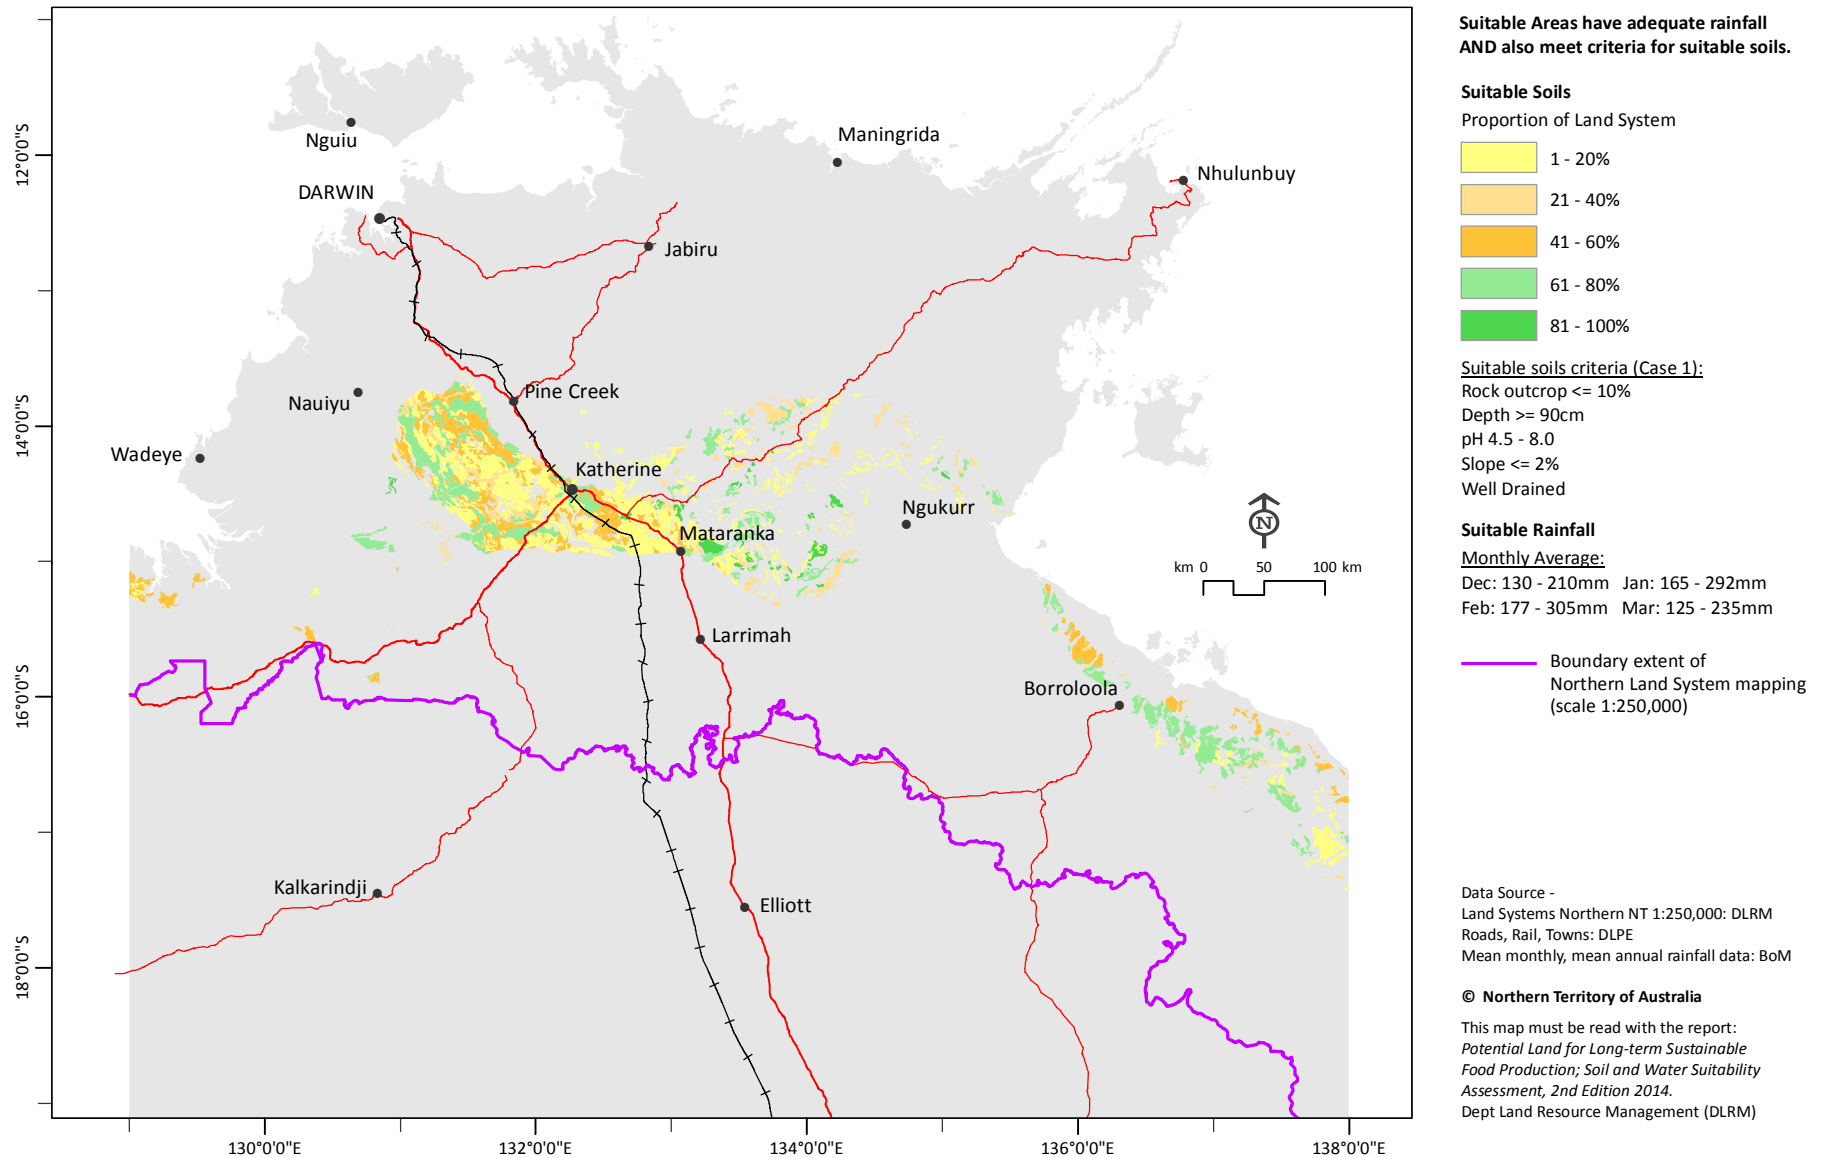 Suitable Areas have adequate rainfall
AND also meet criteria for suitable soils.
Suitable Soils
Proportion of Land System
1 - 20%
21 - 40%
41 - 60%
61 - 80%
81 - 100%
Suitable soils criteria (Case 1):
Rock outcrop <= 10%
Depth >= 90cm
pH 4.5 - 8.0
Slope <= 2%
Well Drained
Suitable Rainfall
Monthly Average:
Dec: 130 - 210mm Jan: 165 - 292mm
Feb: 177 - 305mm Mar: 125 - 235mm
Boundary extent of
Northern Land System mapping
(scale 1:250,000)
Data Source -
Land Systems Northern NT 1:250,000: DLRM
Roads, Rail, Towns: DLPE
Mean monthly, mean annual rainfall data: BoM
© Northern Territory of Australia
This map must be read with the report:
Potential Land for Long-term Sustainable
Food Production; Soil and Water Suitability
Assessment, 2nd Edition 2014.
Dept Land Resource Management (DLRM)
Nguiu
Maningrida
DARWIN
Nhulunbuy
Jabiru
Pine Creek
Nauiyu
Wadeye
Katherine
Ngukurr
Mataranka
N
km 0 50 100 km
Larrimah
Borroloola
Kalkarindji
Elliott
12°0'0"S
14°0'0"S
16°0'0"S
18°0'0"S
130°0'0"E
132°0'0"E
134°0'0"E
136°0'0"E
138°0'0"E